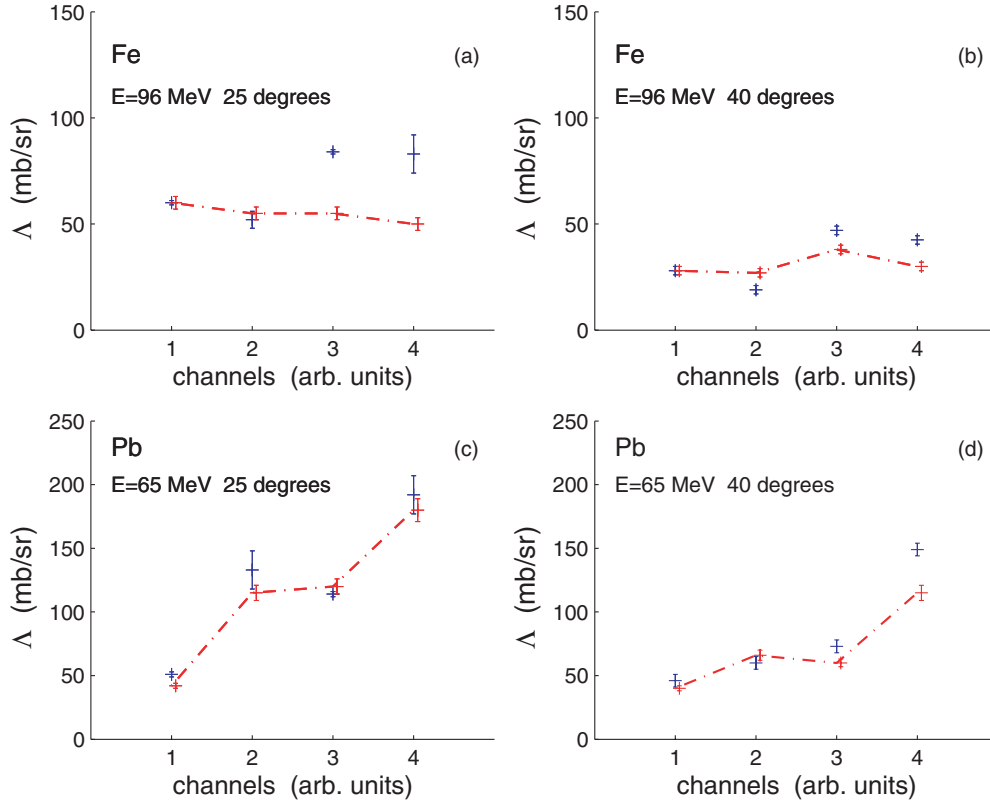 150
Fe (a)
E=96 MeV 25 degrees
100
Λ (mb/sr)
50
0
1 2 3 4
channels (arb. units)
150
Fe (b)
E=96 MeV 40 degrees
100
Λ (mb/sr)
50
0
1 2 3 4
channels (arb. units)
250
Pb (c)
E=65 MeV 25 degrees
200
150
Λ (mb/sr)
100
50
0
1 2 3 4
channels (arb. units)
250
Pb (d)
E=65 MeV 40 degrees
200
150
Λ (mb/sr)
100
50
0
1 2 3 4
channels (arb. units)